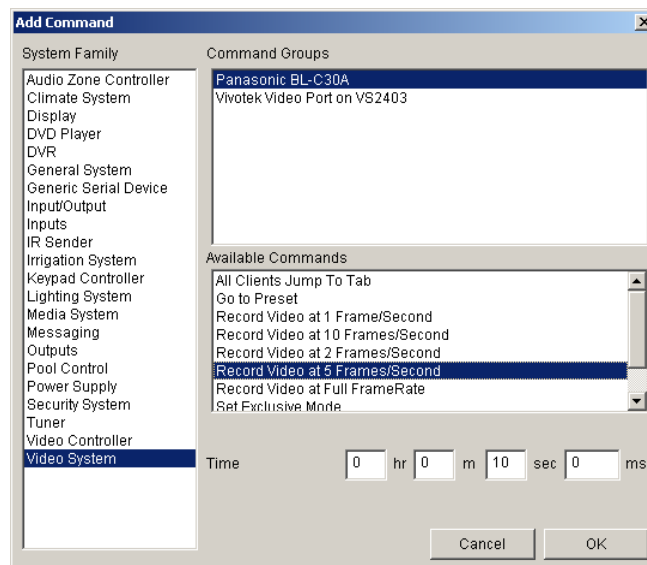 Add Command
System Family
Audio Zone Controller
Climate System
Display
DVD Player
DVR
General System
Generic Serial Device
Input/Output
Inputs
IR Sender
Irrigation System
Keypad Controller
Lighting System
Media System
Messaging
Outputs
Pool Control
Power Supply
Security System
Tuner
Video Controller
Video System
Command Groups
Panasonic BL-C30A
Vivotek Video Port on VS2403
Available Commands
All Clients Jump To Tab
Go to Preset
Record Video at 1 Frame/Second
Record Video at 10 Frames/Second
Record Video at 2 Frames/Second
Record Video at 5 Frames/Second
Record Video at Full FrameRate
Set Exclusive Mode
Time 0 hr 0 m 10 sec 0 ms
Cancel OK